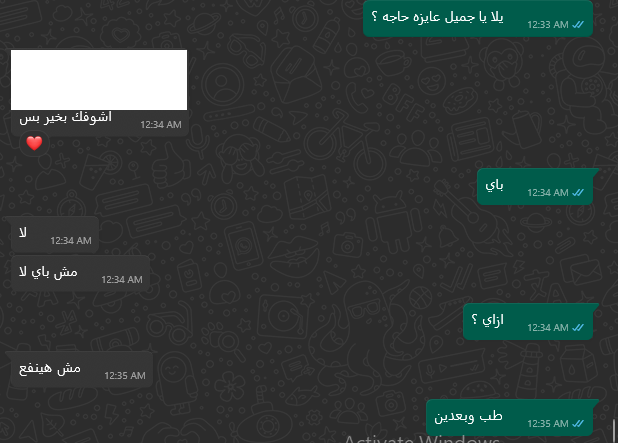 يلا يا جميل عايزه حاجه ؟
12:33 AM
اشوفك بخير بس
12:34 AM
باي
12:34 AM
لا
12:34 AM
مش باي لا
12:34 AM
ازاي ؟
12:34 AM
مش هينفع
12:35 AM
طب وبعدين
12:35 AM
Activate Windows